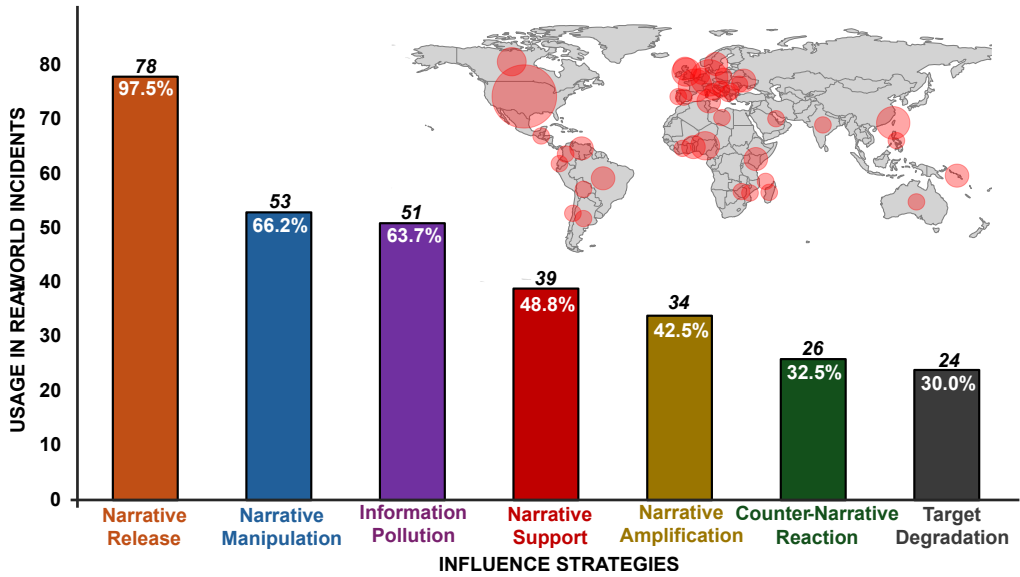 USAGE IN REALWORLD INCIDENTS
80
70
60
50
40
30
20
10
0
78
97.5%
53
66.2%
51
63.7%
39
48.8%
34
42.5%
26
32.5%
24
30.0%
Narrative
Release
Narrative
Manipulation
Information
Pollution
Narrative
Support
Narrative
Amplification
Counter-Narrative
Reaction
Target
Degradation
INFLUENCE STRATEGIES